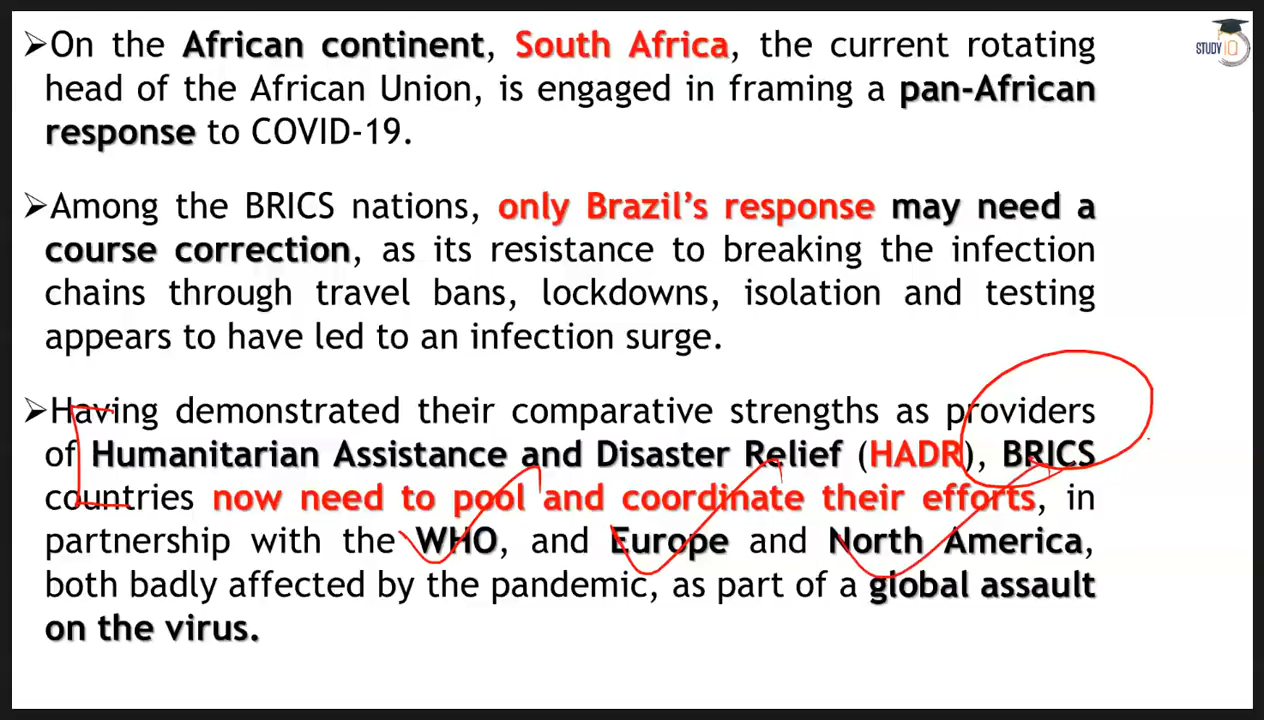 ➤On the African continent, South Africa, the current rotating
head of the African Union, is engaged in framing a pan-African
response to COVID-19.
➤Among the BRICS nations, only Brazil’s response may need a
course correction, as its resistance to breaking the infection
chains through travel bans, lockdowns, isolation and testing
appears to have led to an infection surge.
➤Having demonstrated their comparative strengths as providers
of Humanitarian Assistance and Disaster Relief (HADR), BRICS
countries now need to pool and coordinate their efforts, in
partnership with the WHO, and Europe and North America,
both badly affected by the pandemic, as part of a global assault
on the virus.
STUDY IQ